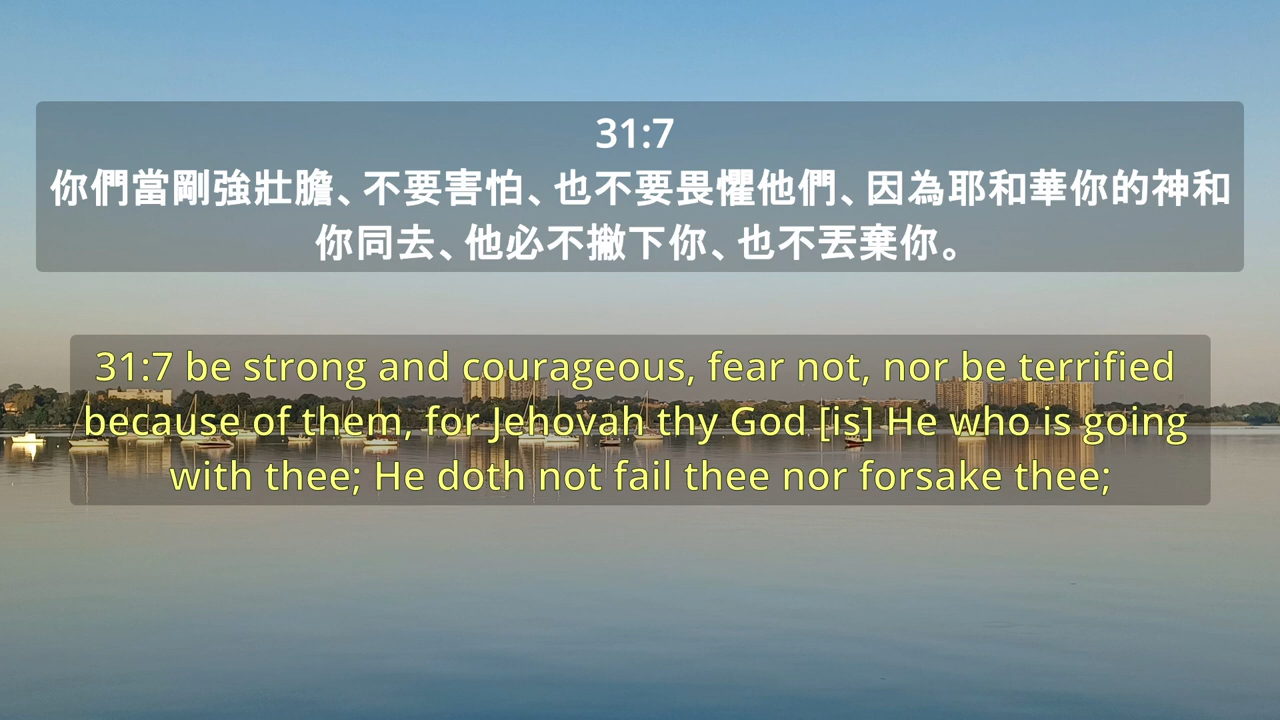 31:7
你們當剛強壯膽、不要害怕、也不要畏懼他們、因為耶和華你的神和
你同去、他必不撇下你、也不丟棄你。
31:7 be strong and courageous, fear not, nor be terrified
because of them, for Jehovah thy God [is] He who is going
with thee; He doth not fail thee nor forsake thee;